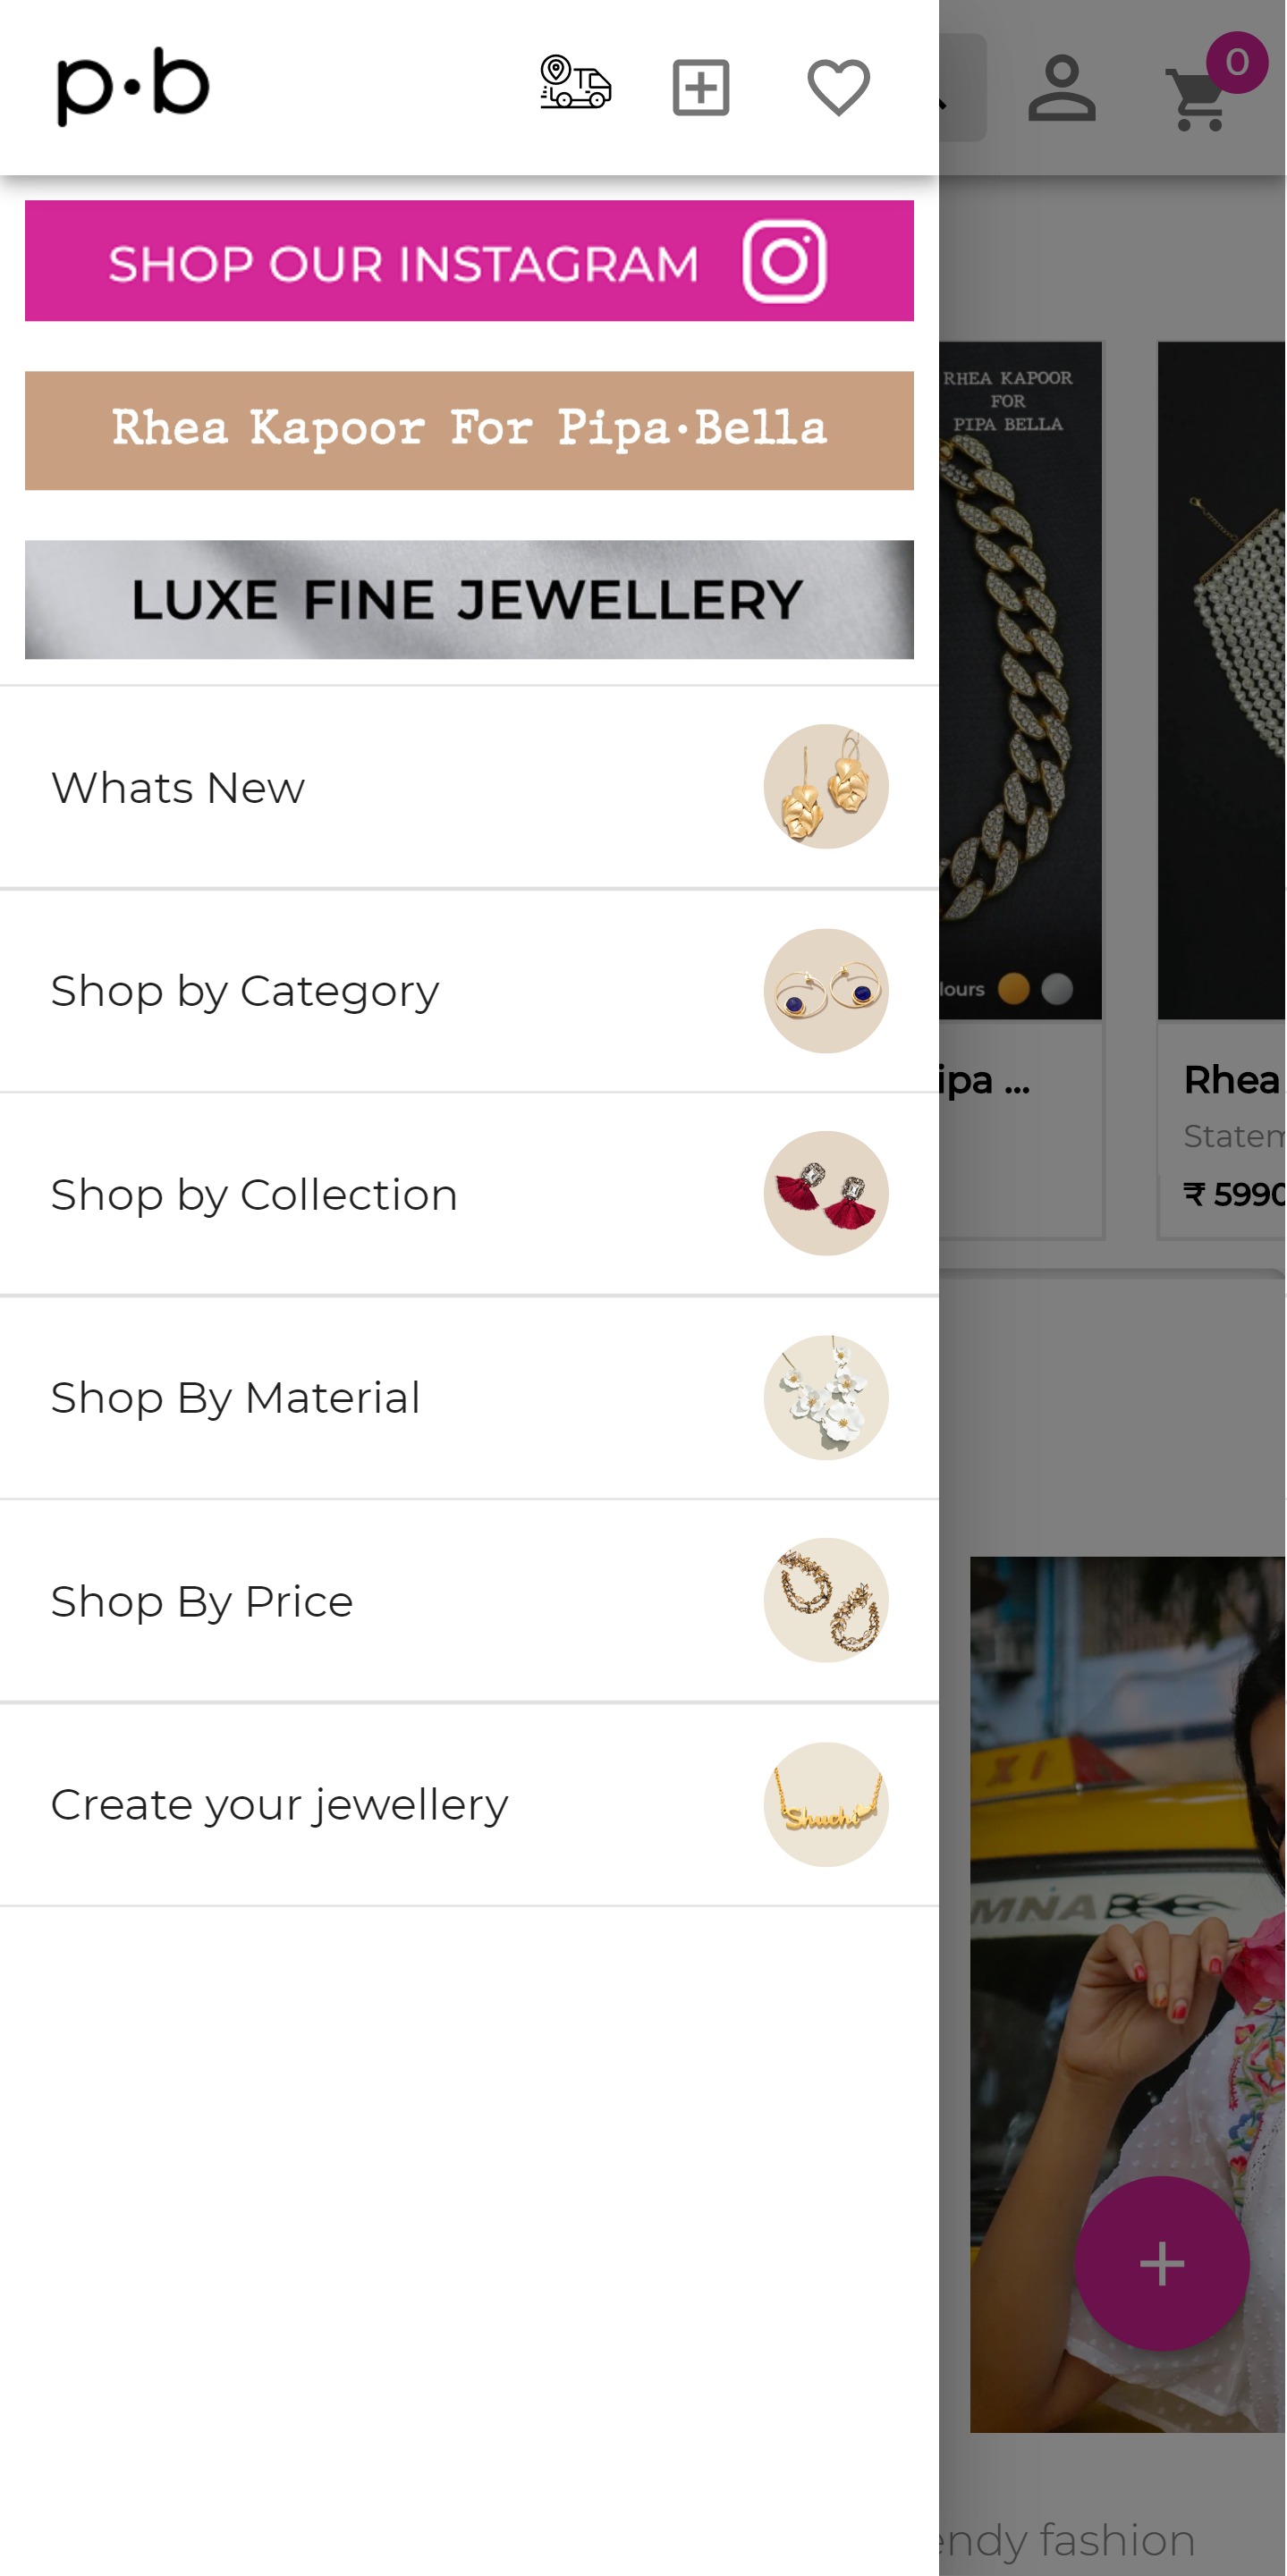 p·b
0
SHOP OUR INSTAGRAM
Rhea Kapoor For Pipa·Bella
LUXE FINE JEWELLERY
Whats New
Shop by Category
Shop by Collection
Shop By Material
Shop By Price
Create your jewellery
Shuchi
RHEA KAPOOR
FOR
PIPA BELLA
lours
ipa ...
Rhea
Statem
₹ 5990
XI
MNA
endy fashion